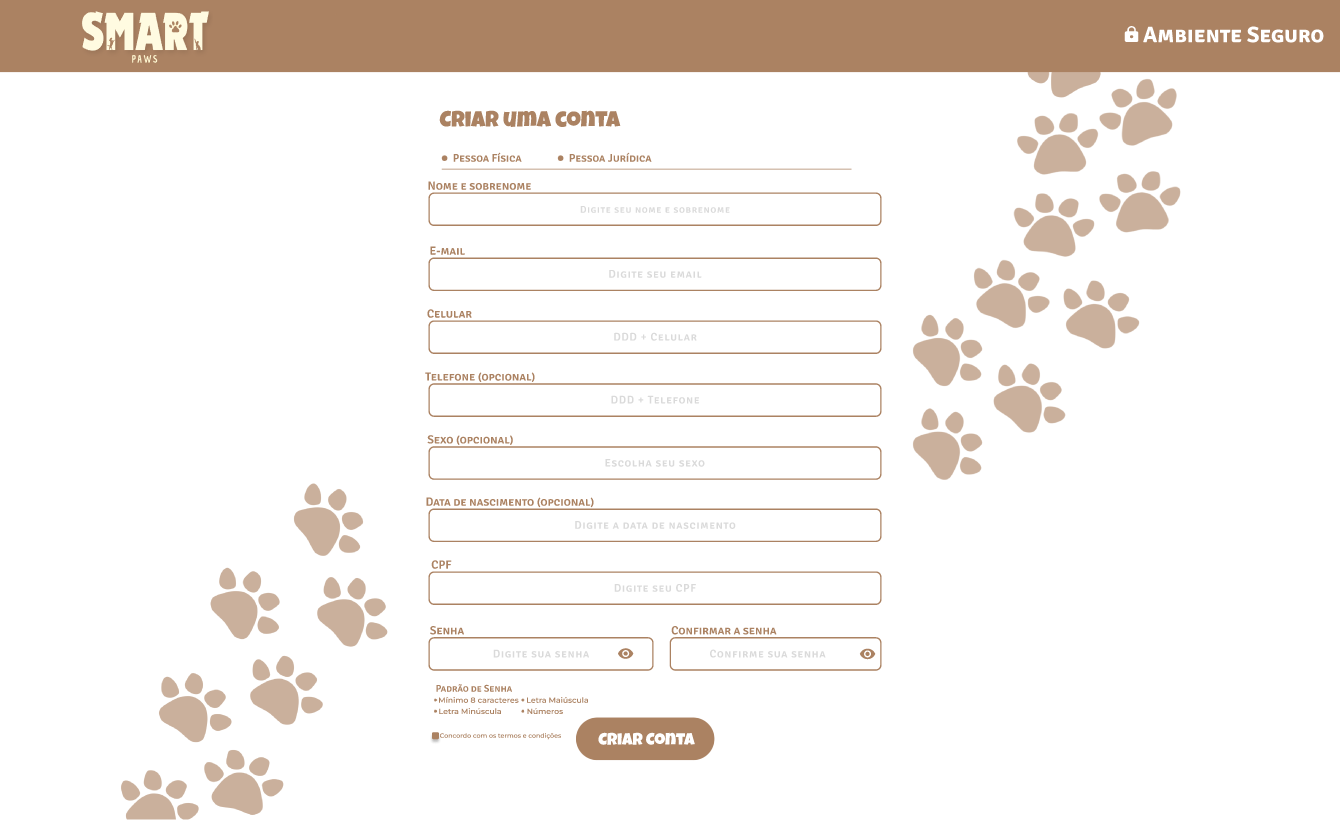 SMART
PAWS
Ambiente Seguro
Criar uma conta
Pessoa Física
Pessoa Jurídica
Nome e sobrenome
Digite seu nome e sobrenome
E-mail
Digite seu email
Celular
DDD + Celular
Telefone (opcional)
DDD + Telefone
Sexo (opcional)
Escolha seu sexo
Data de nascimento (opcional)
Digite a data de nascimento
CPF
Digite seu CPF
Senha
Confirmar a senha
Digite sua senha
Confirme sua senha
Padrão de Senha
•Mínimo 8 caracteres • Letra Maiúscula
•Letra Minúscula • Números
Concordo com os termos e condições
Criar conta